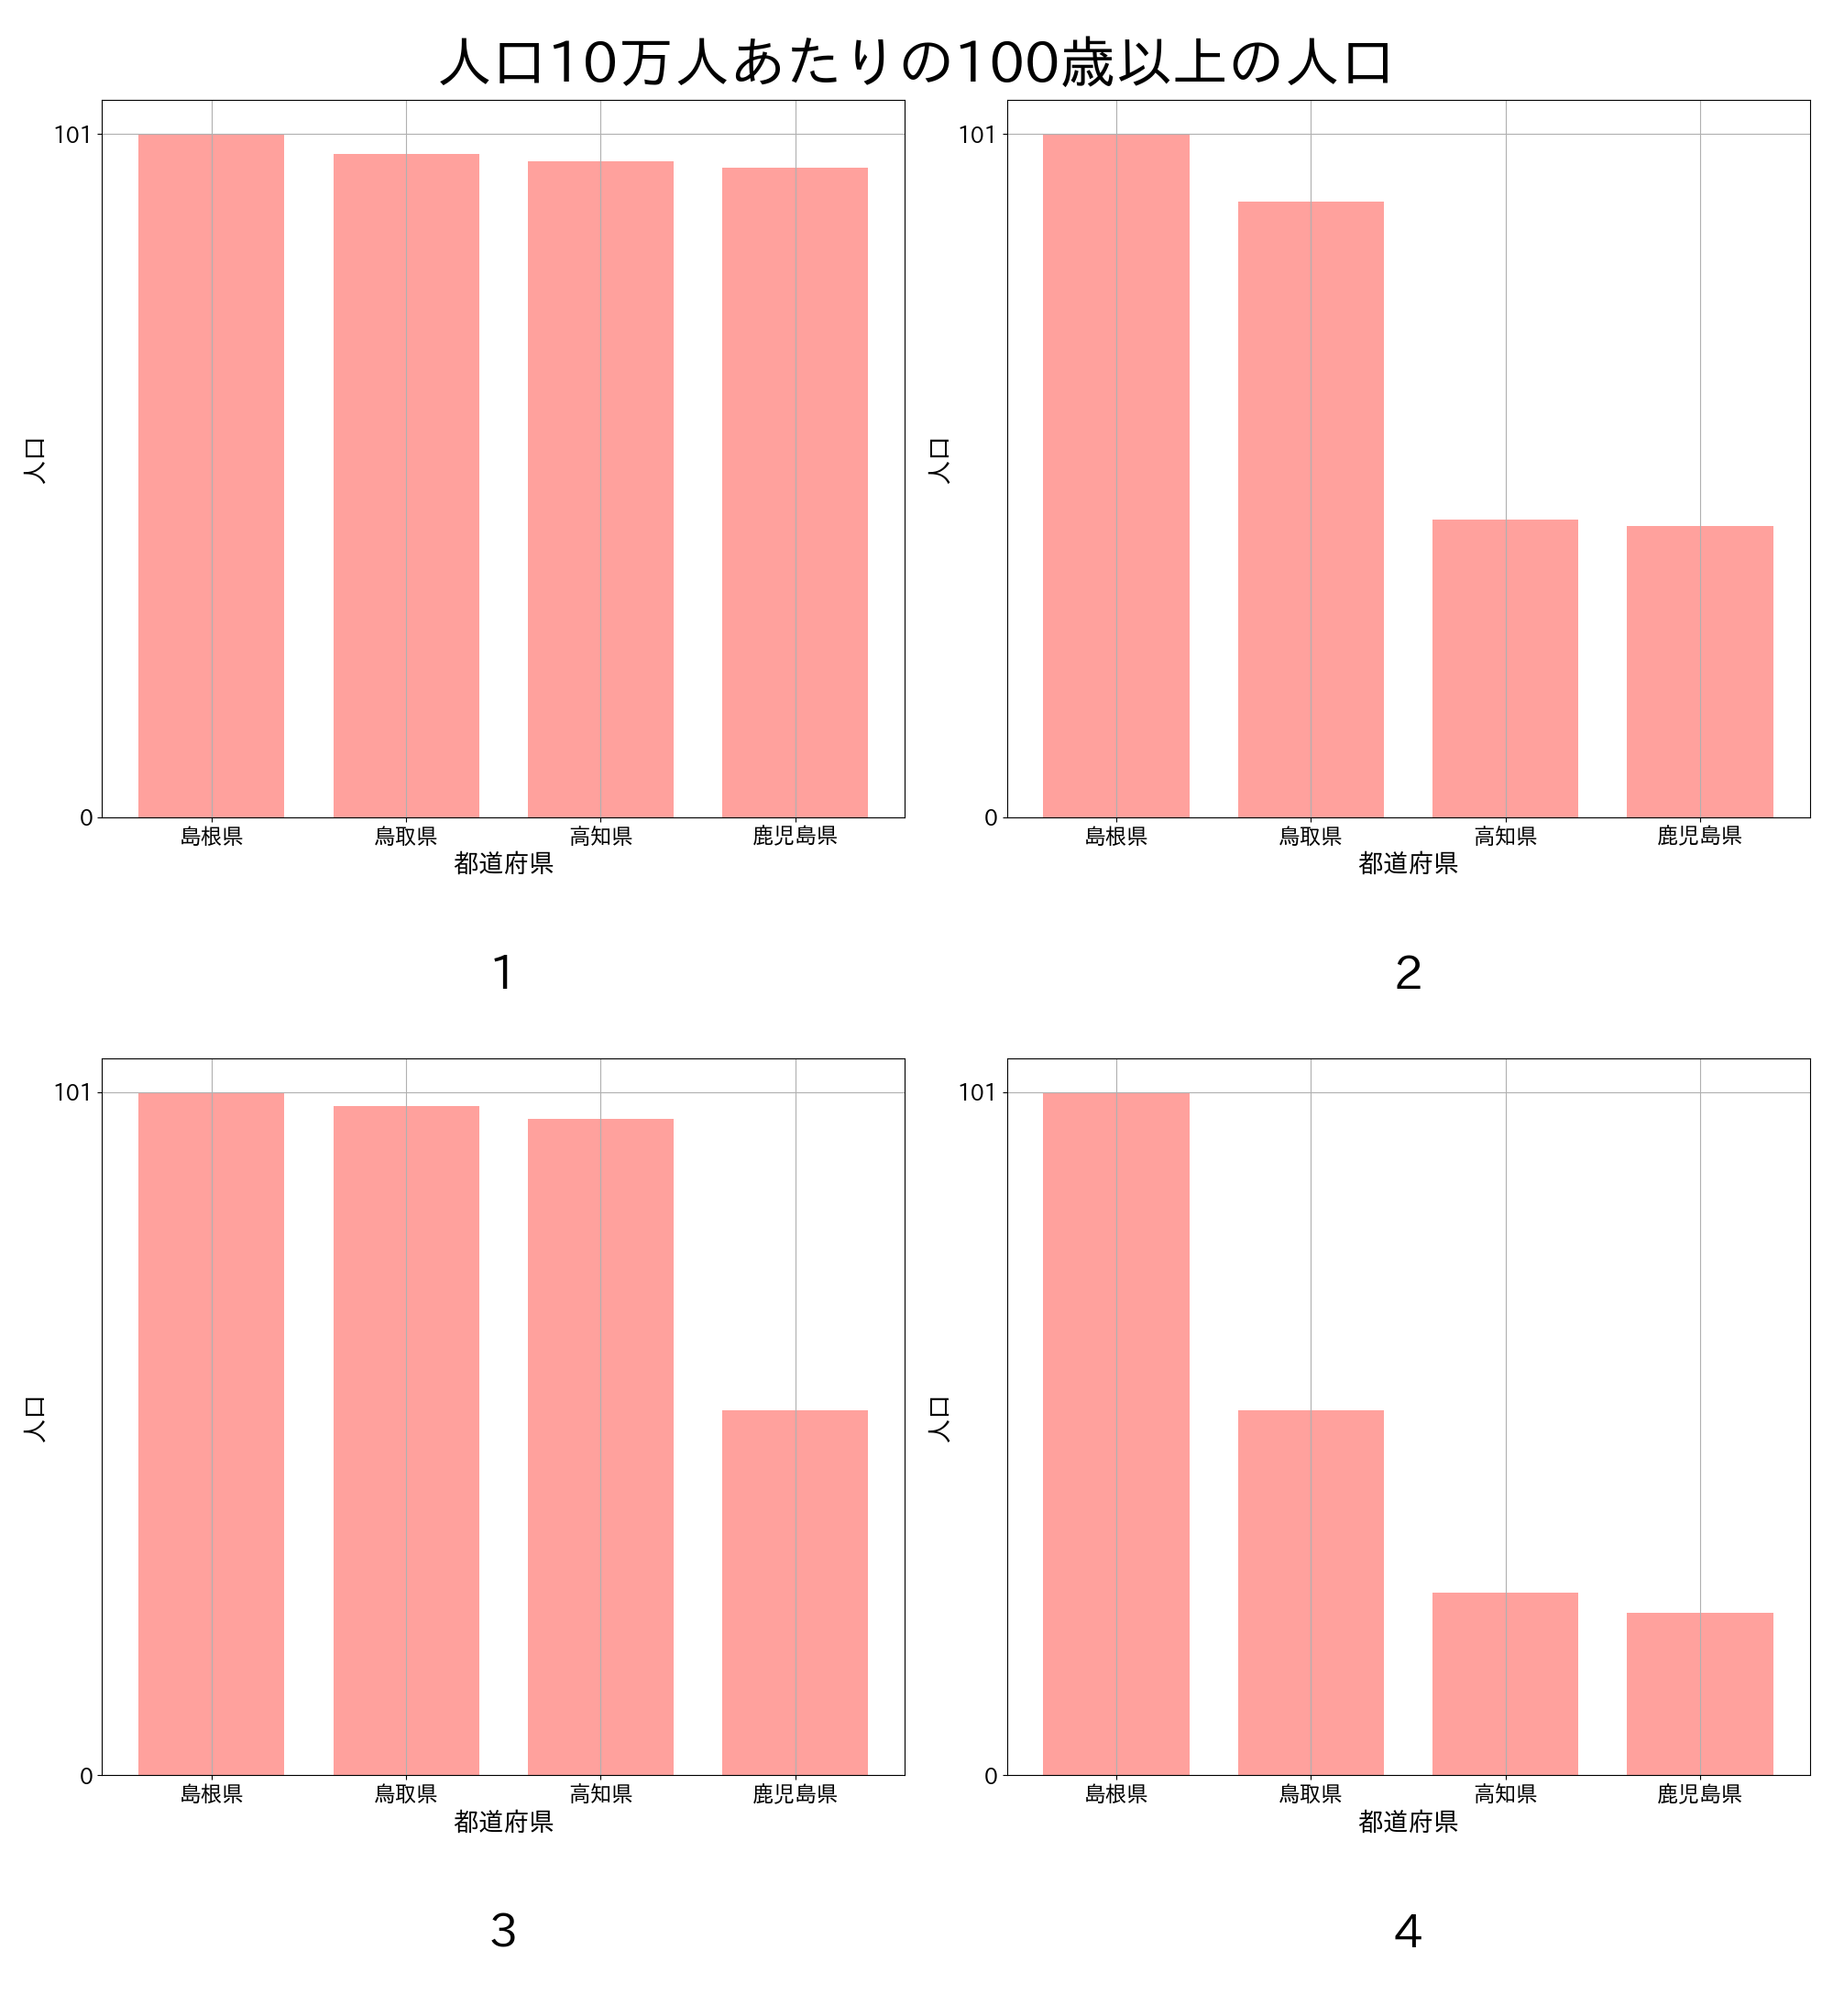 人口10万人あたりの100歳以上の人口
101
0
人口
島根県 鳥取県 高知県 鹿児島県
都道府県
1
101
0
人口
島根県 鳥取県 高知県 鹿児島県
都道府県
2
101
0
人口
島根県 鳥取県 高知県 鹿児島県
都道府県
3
101
0
人口
島根県 鳥取県 高知県 鹿児島県
都道府県
4